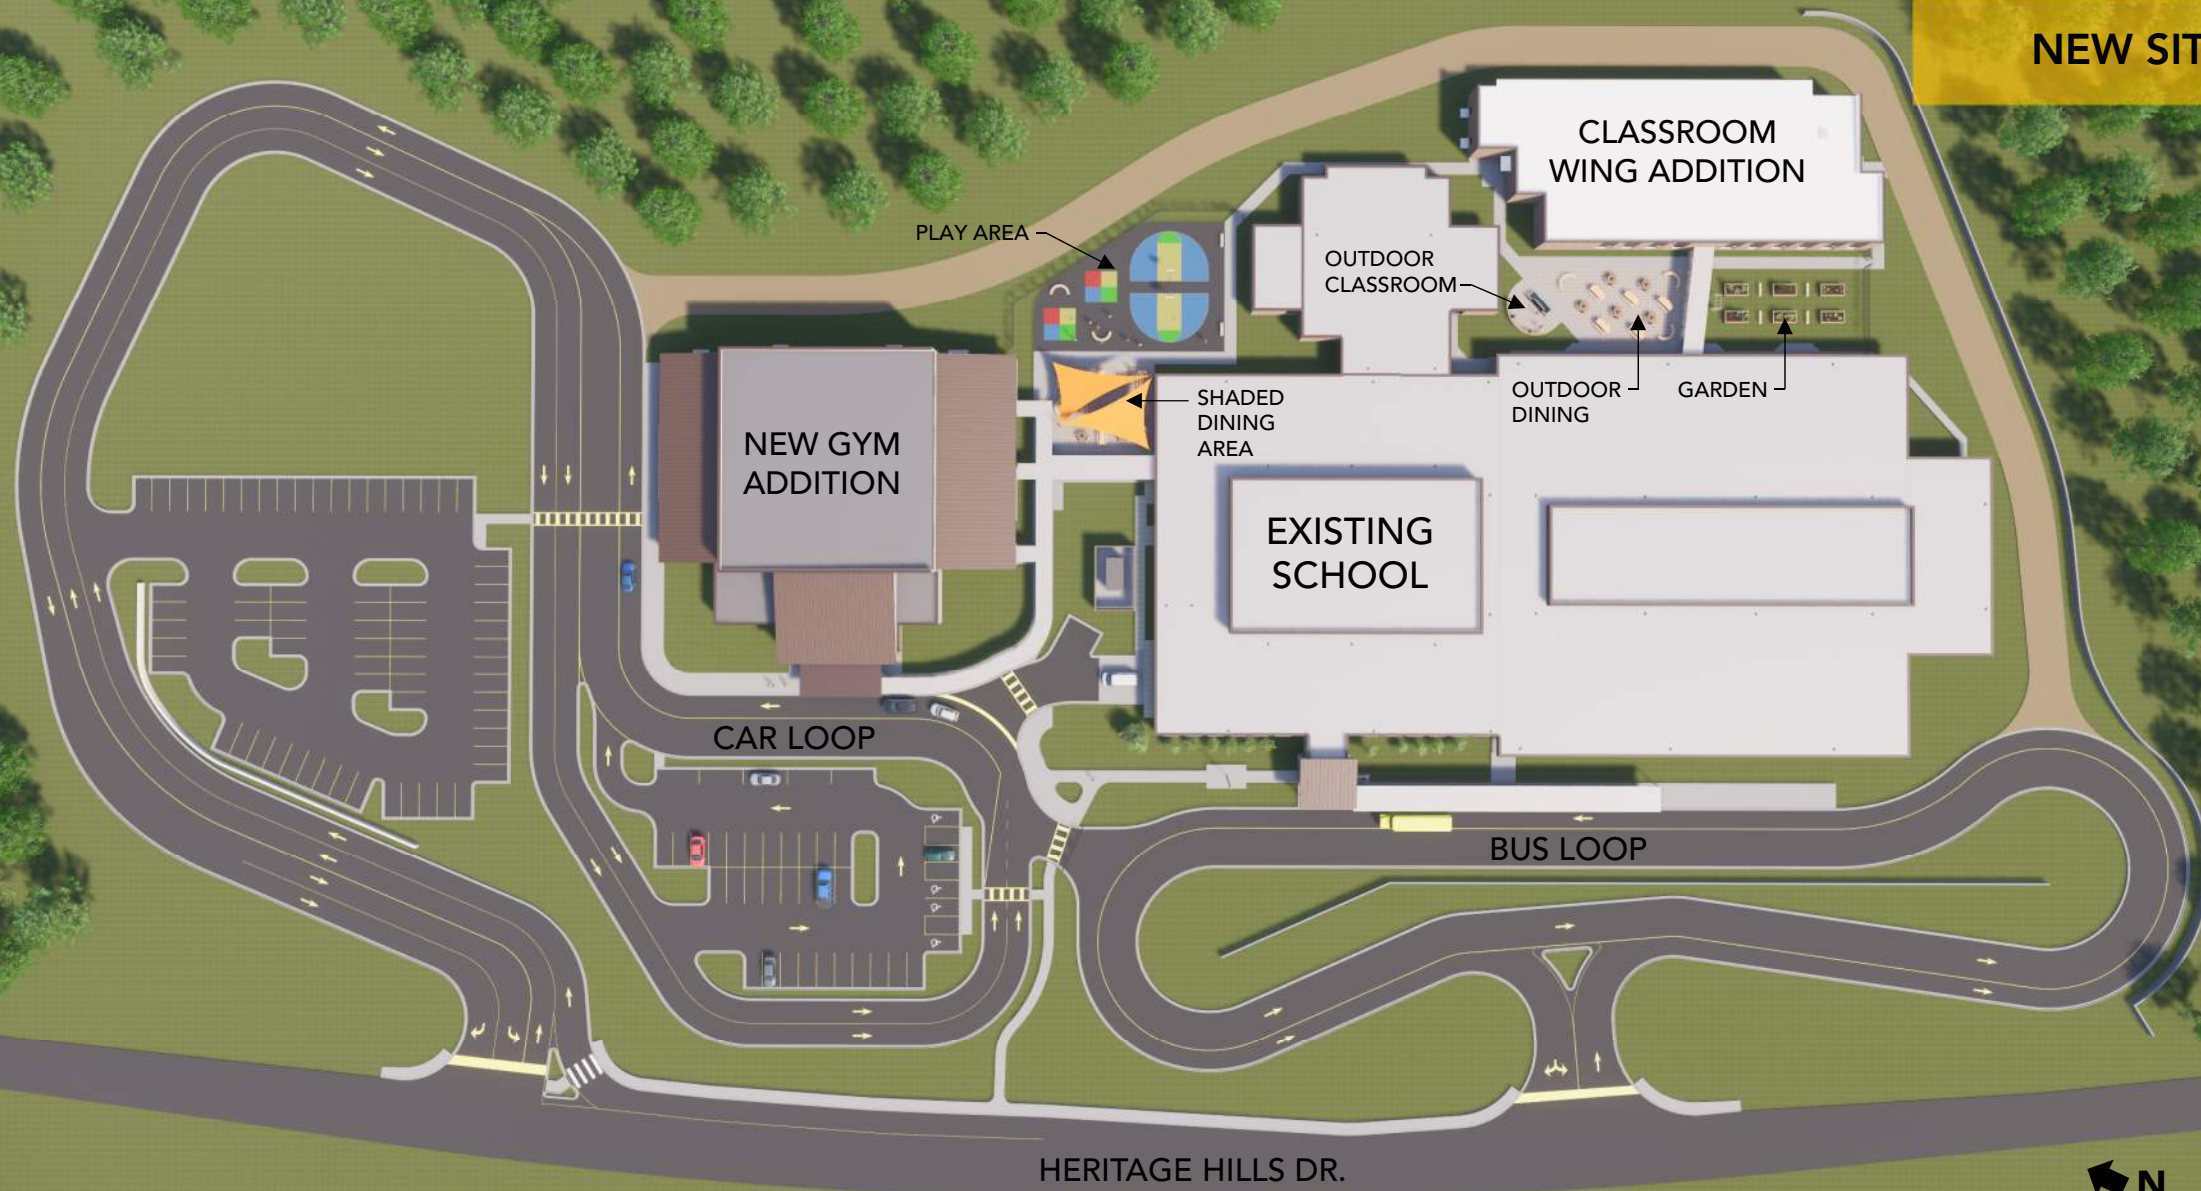 NEW SIT
CLASSROOM
WING ADDITION
PLAY AREA
OUTDOOR
CLASSROOM
OUTDOOR
DINING
GARDEN
SHADED
DINING
AREA
NEW GYM
ADDITION
EXISTING
SCHOOL
CAR LOOP
BUS LOOP
HERITAGE HILLS DR.
N